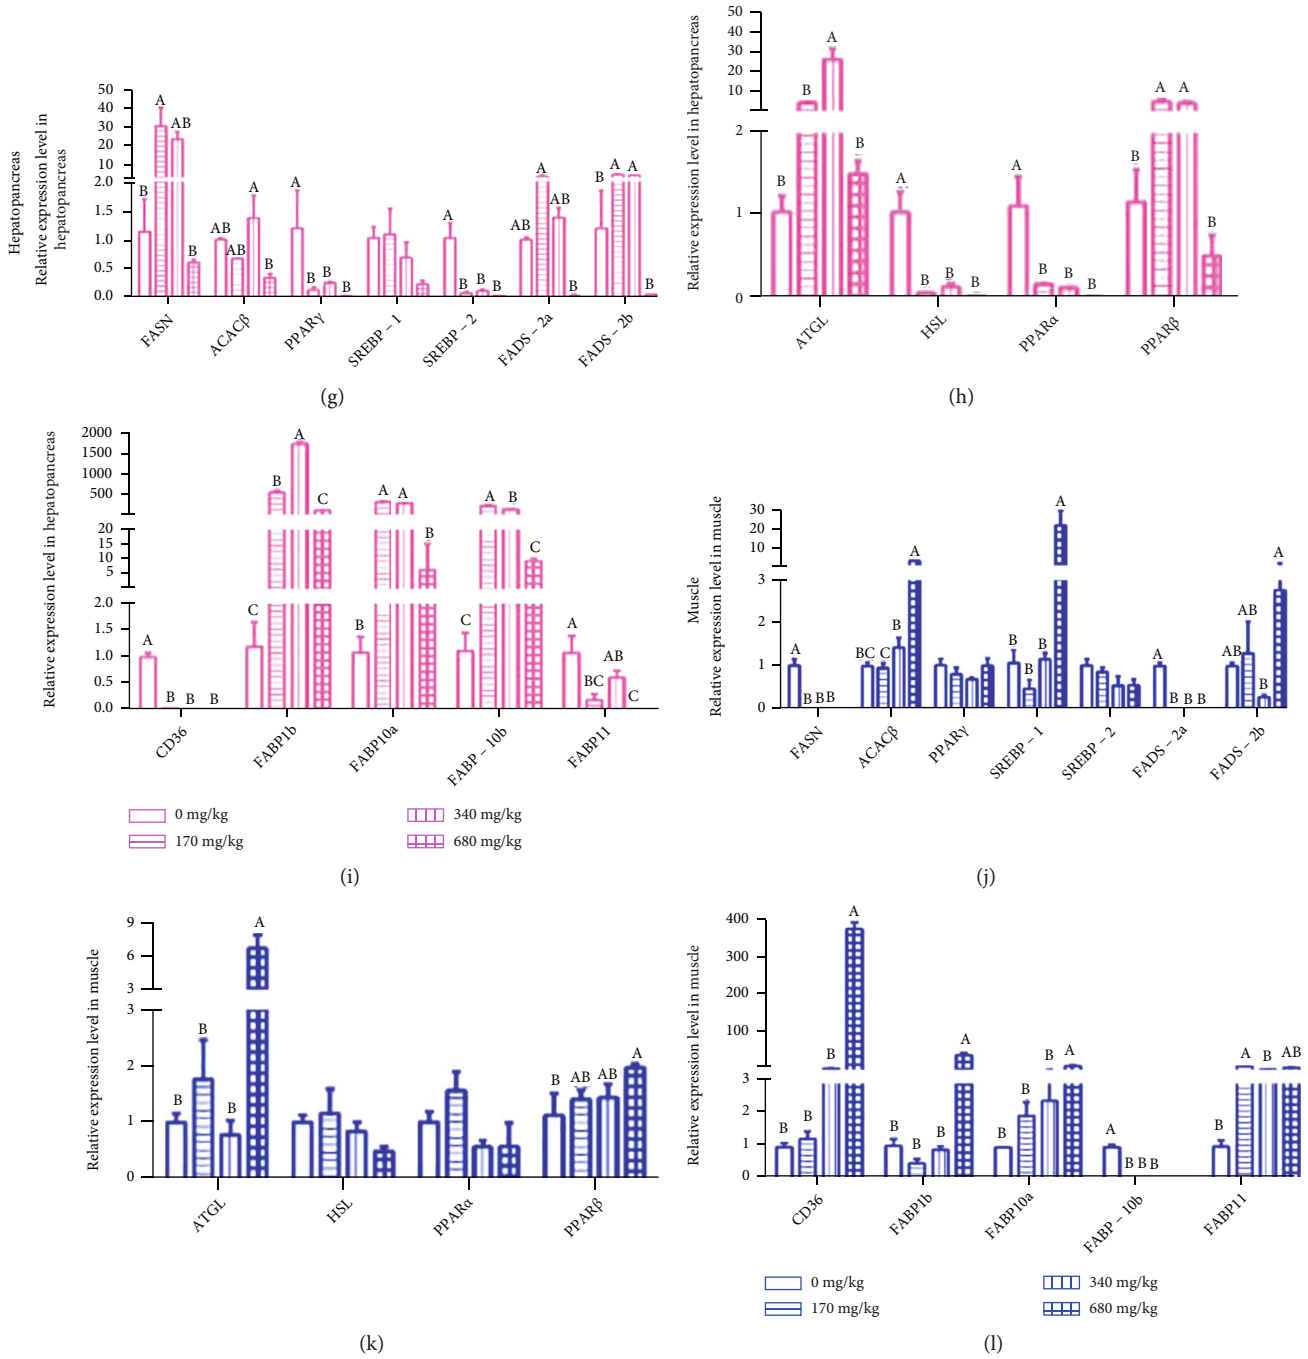 Hepatopancreas
Relative expression level in
hepatopancreas
50
40
30
20
10
2.0
1.5
1.0
0.5
0.0
B A AB B
AB AB A B
A B B B
A B B B
AB A AB B
B A A B
FASN ACACβ PPARγ SREBP – 1 SREBP – 2 FADS – 2a FADS – 2b
(g)
Relative expression level in hepatopancreas
50
40
30
20
10
2
1
0
B B A B
A B B B
A B B B
B A A B
ATGL HSL PPARα PPARβ
(h)
Relative expression level in hepatopancreas
2000
1500
1000
500
20
15
10
5
2.0
1.5
1.0
0.5
0.0
A B B B
C B A C
B A A B
C A B C
A BC AB C
CD36 FABP1b FABP10a FABP – 10b FABP11
0 mg/kg 340 mg/kg
170 mg/kg 680 mg/kg
(i)
Muscle
Relative expression level in muscle
30
20
10
3
2
1
0
A B B B
BC C B A
B B B A
A B B B
AB AB B A
FASN ACACβ PPARγ SREBP – 1 SREBP – 2 FADS – 2a FADS – 2b
(j)
Relative expression level in muscle
9
6
3
3
2
1
0
B B B A
B AB AB A
ATGL HSL PPARα PPARβ
(k)
Relative expression level in muscle
400
300
200
100
3
2
1
0
B B B A
B B B A
B B B A
A B B B
B A B AB
CD36 FABP1b FABP10a FABP – 10b FABP11
0 mg/kg 340 mg/kg
170 mg/kg 680 mg/kg
(l)